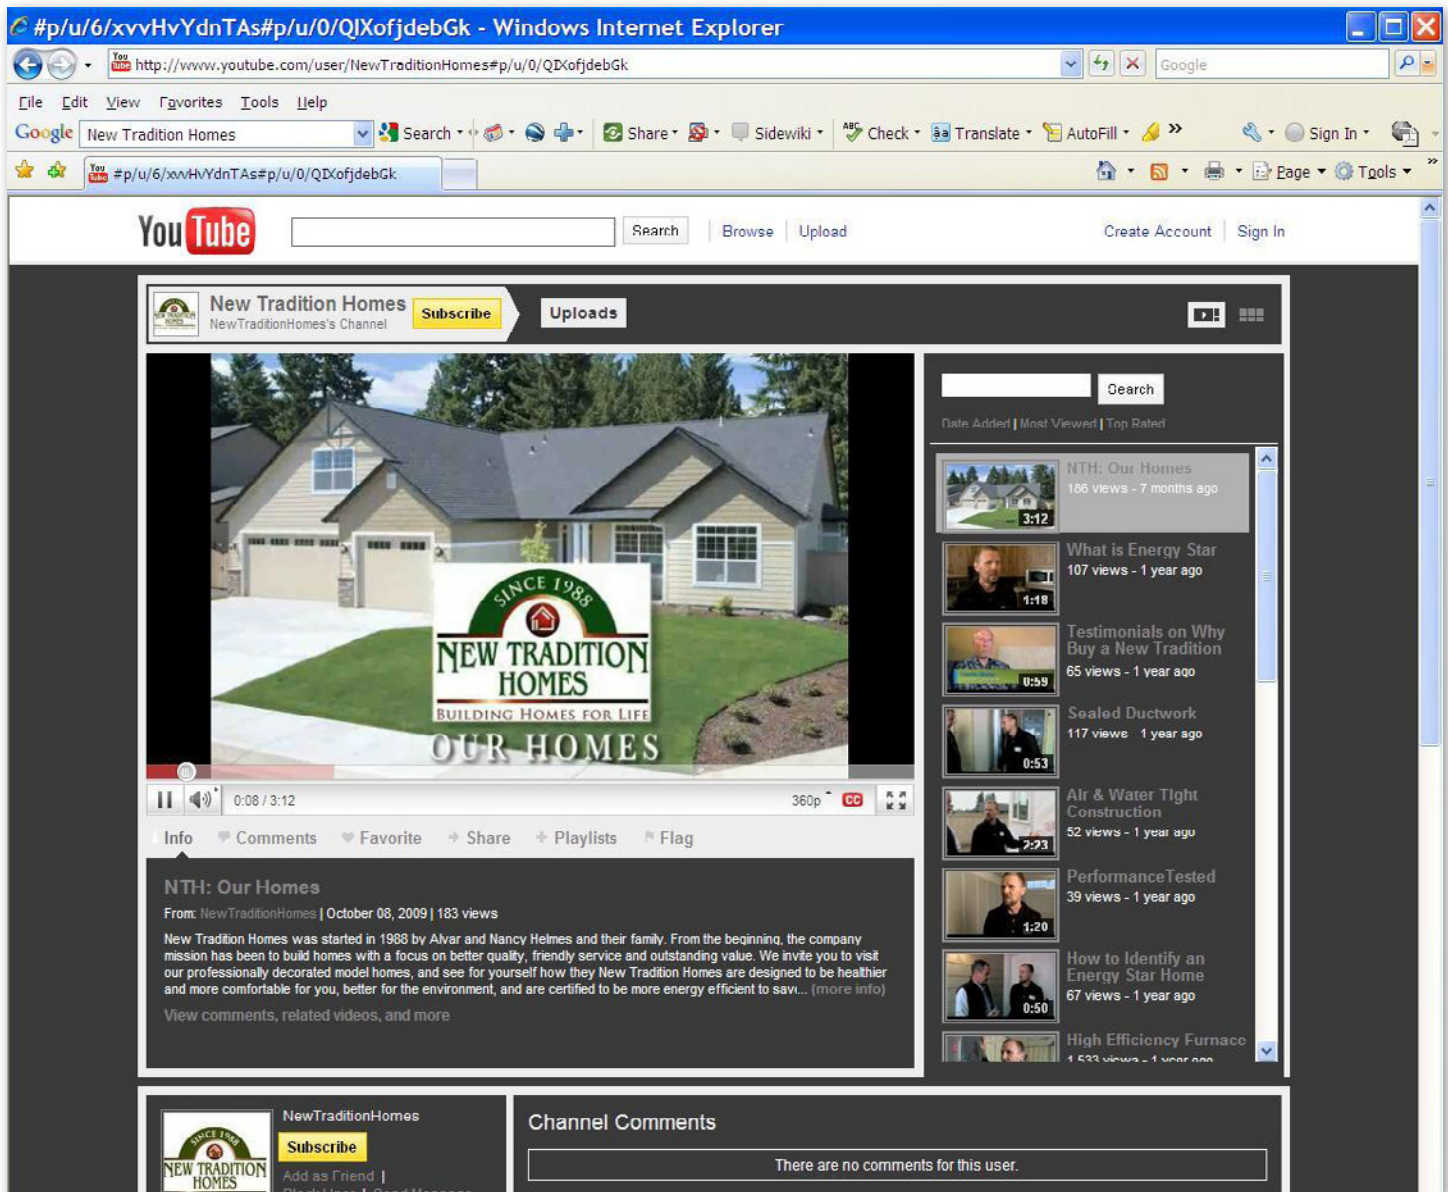 #p/u/6/xvvHvYdnTAs#p/u/0/QIXofjdebGk - Windows Internet Explorer
http://www.youtube.com/user/NewTraditionHomes#p/u/0/QIXofjdebGk
Google
File Edit View Favorites Tools Help
Google New Tradition Homes Search Share Sidewiki Check Translate AutoFill » Sign In
#p/u/6/xvvHvYdnTAs#p/u/0/QIXofjdebGk Page Tools »
YouTube Search Browse Upload Create Account Sign In
New Tradition Homes
NewTraditionHomes's Channel
Subscribe
Uploads
SINCE 1988
NEW TRADITION
HOMES
BUILDING HOMES FOR LIFE
OUR HOMES
0:08 / 3:12 360p CC
Info Comments Favorite Share Playlists Flag
NTH: Our Homes
From: NewTraditionHomes | October 08, 2009 | 183 views
New Tradition Homes was started in 1988 by Alvar and Nancy Helmes and their family. From the beginning, the company
mission has been to build homes with a focus on better quality, friendly service and outstanding value. We invite you to visit
our professionally decorated model homes, and see for yourself how they New Tradition Homes are designed to be healthier
and more comfortable for you, better for the environment, and are certified to be more energy efficient to save... (more info)
View comments, related videos, and more
Search
Date Added | Most Viewed | Top Rated
NTH: Our Homes
186 views - 7 months ago
3:12
What is Energy Star
107 views - 1 year ago
1:18
Testimonials on Why
Buy a New Tradition
65 views - 1 year ago
0:59
Sealed Ductwork
117 views - 1 year ago
0:53
Air & Water Tight
Construction
52 views - 1 year ago
2:23
PerformanceTested
39 views - 1 year ago
1:20
How to Identify an
Energy Star Home
67 views - 1 year ago
0:50
High Efficiency Furnace
1,533 views - 1 year ago
SINCE 1988
NEW TRADITION
HOMES
NewTraditionHomes
Subscribe
Add as Friend |
Block User | Send Message
Channel Comments
There are no comments for this user.